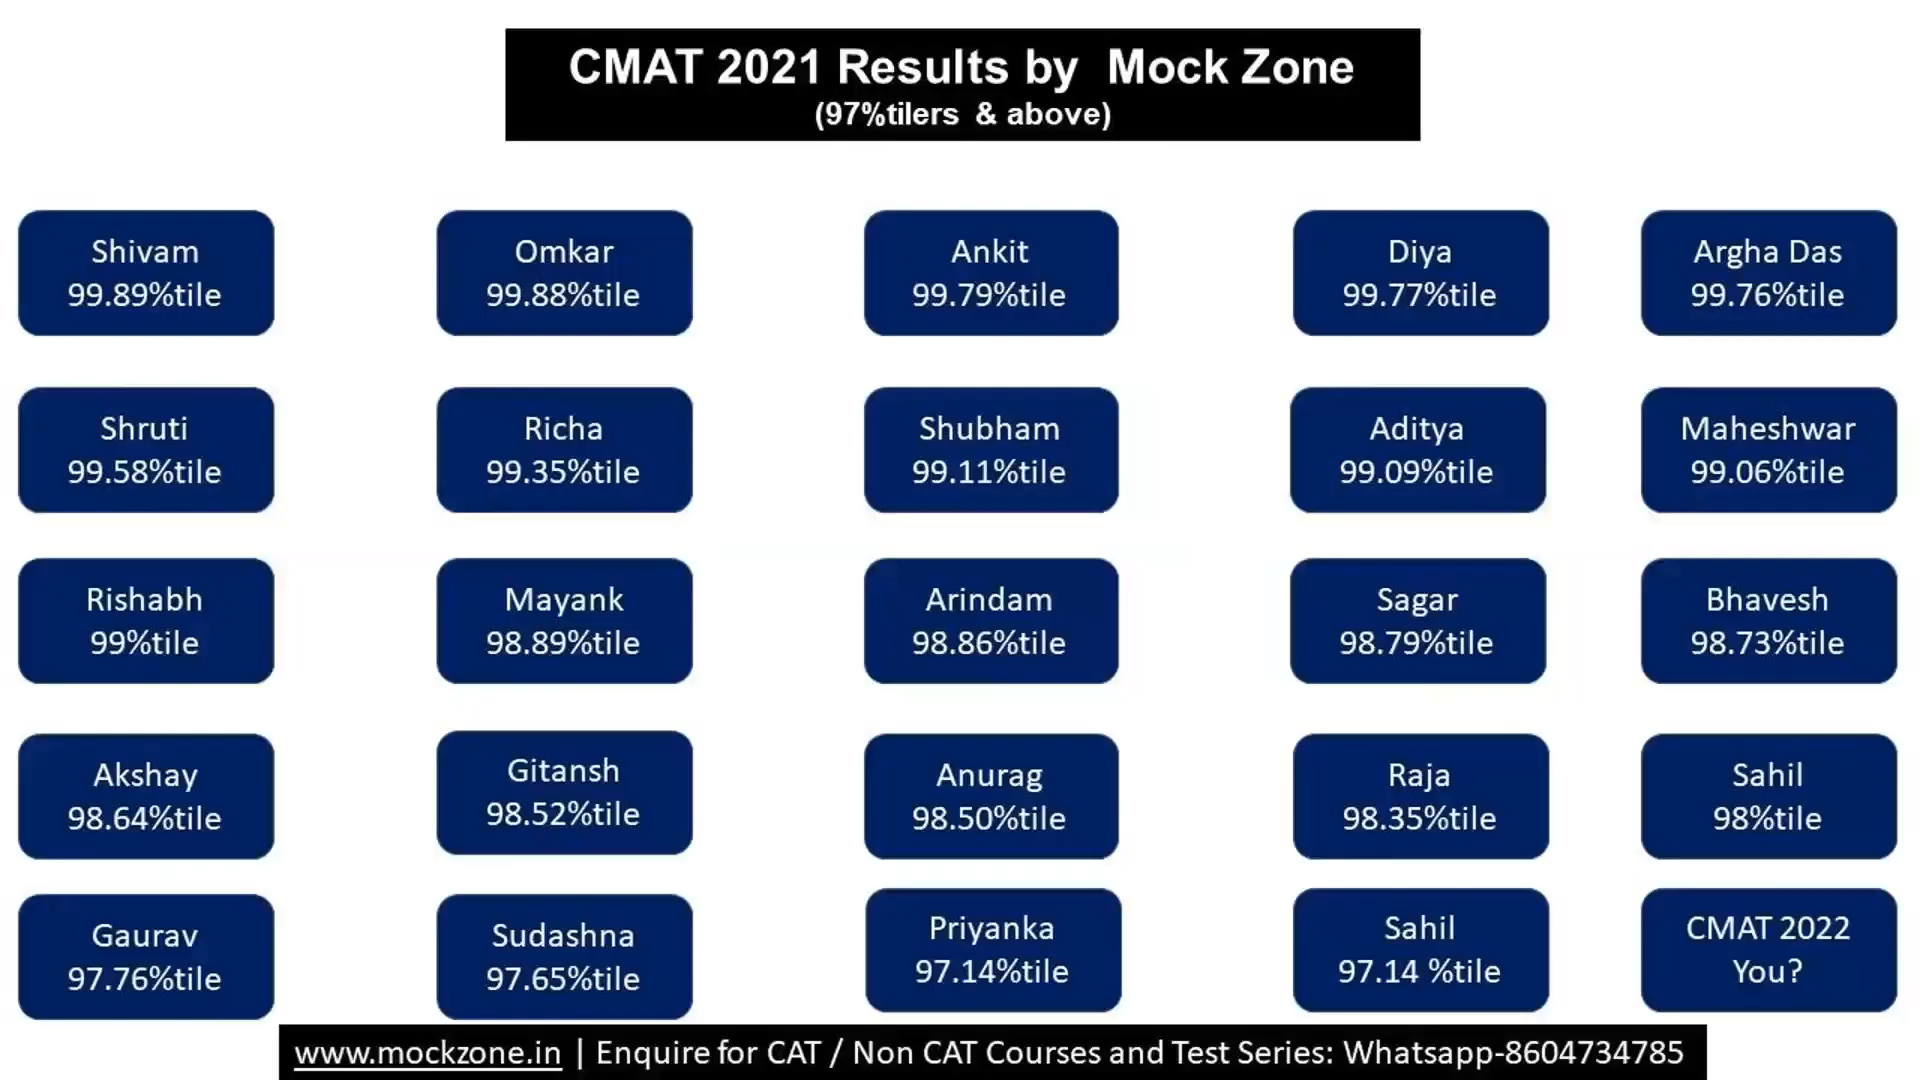 CMAT 2021 Results by Mock Zone
(97%tilers & above)
Shivam
99.89%tile
Omkar
99.88%tile
Ankit
99.79%tile
Diya
99.77%tile
Argha Das
99.76%tile
Shruti
99.58%tile
Richa
99.35%tile
Shubham
99.11%tile
Aditya
99.09%tile
Maheshwar
99.06%tile
Rishabh
99%tile
Mayank
98.89%tile
Arindam
98.86%tile
Sagar
98.79%tile
Bhavesh
98.73%tile
Akshay
98.64%tile
Gitansh
98.52%tile
Anurag
98.50%tile
Raja
98.35%tile
Sahil
98%tile
Gaurav
97.76%tile
Sudashna
97.65%tile
Priyanka
97.14%tile
Sahil
97.14 %tile
CMAT 2022
You?
www.mockzone.in | Enquire for CAT / Non CAT Courses and Test Series: Whatsapp-8604734785